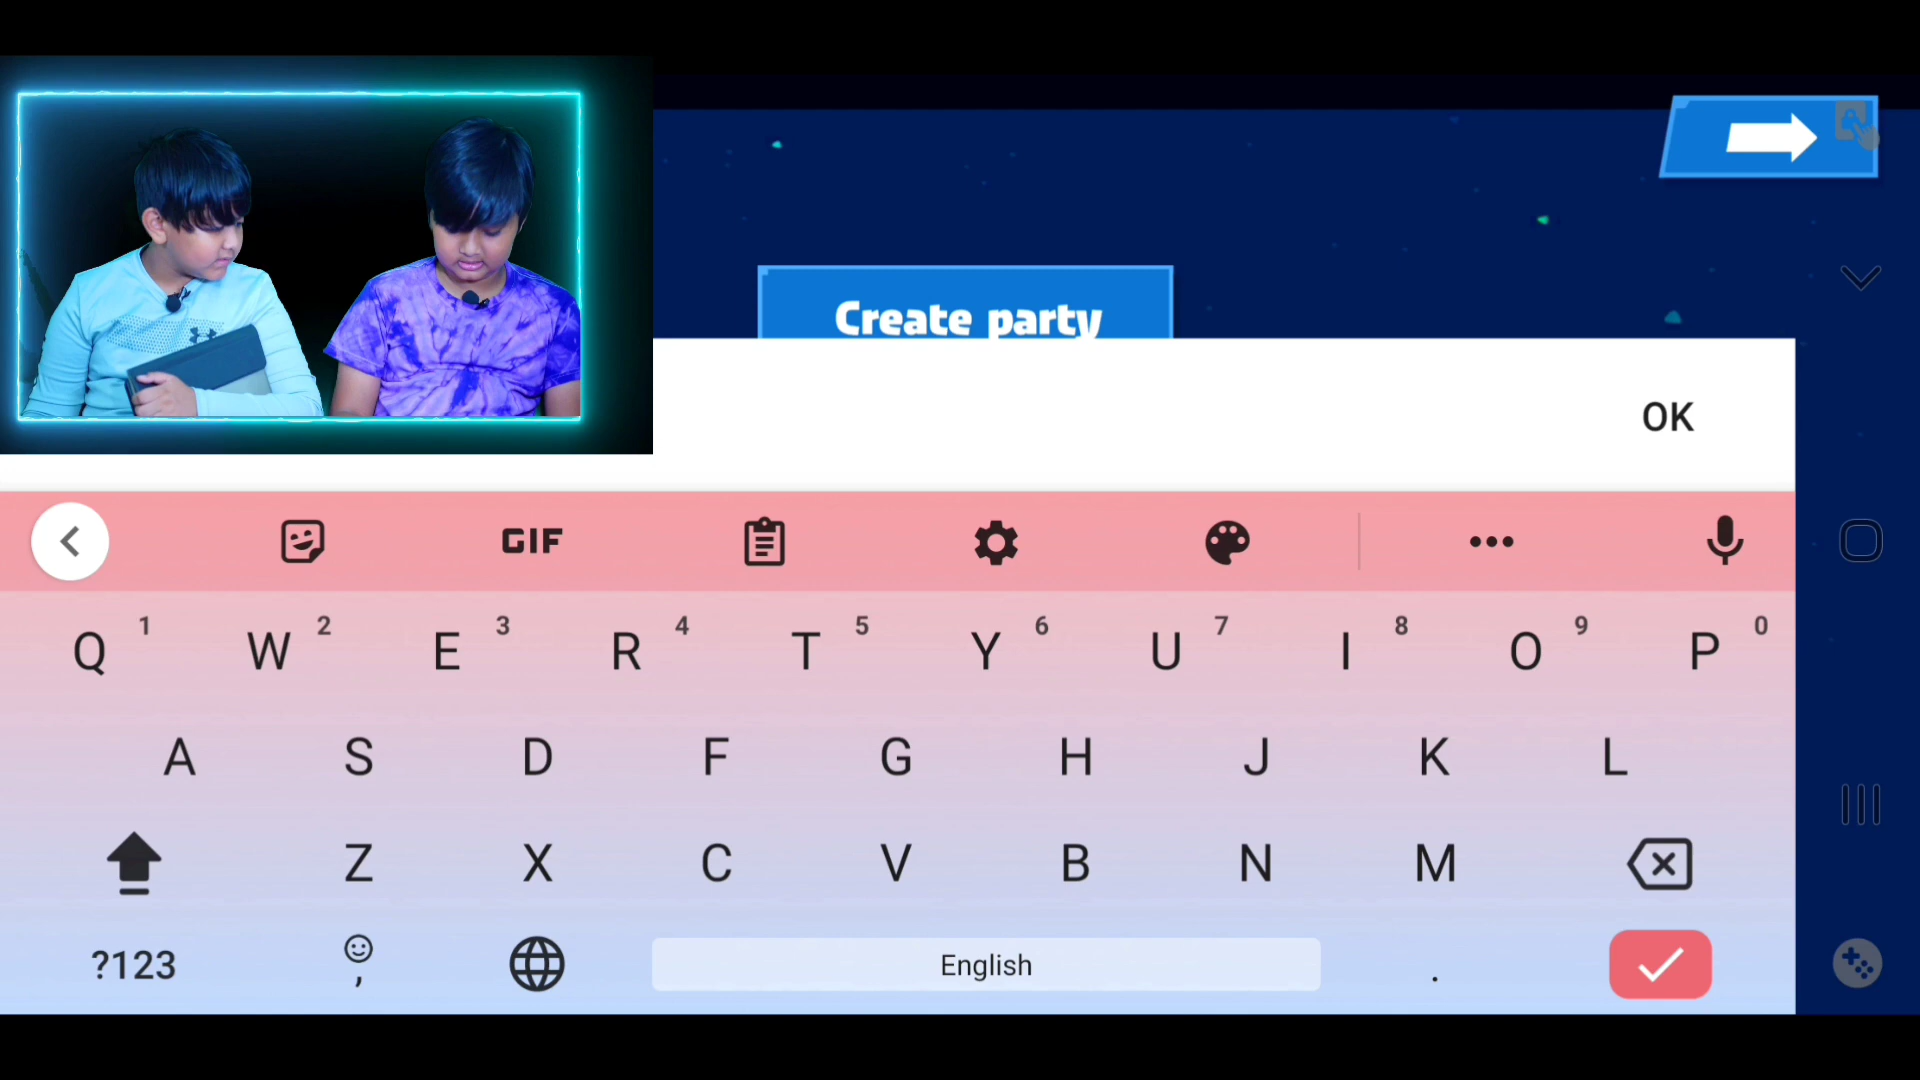 Create party
OK
GIF
Q 1 W 2 E 3 R 4 T 5 Y 6 U 7 I 8 O 9 P 0
A S D F G H J K L
Z X C V B N M
?123 , English .